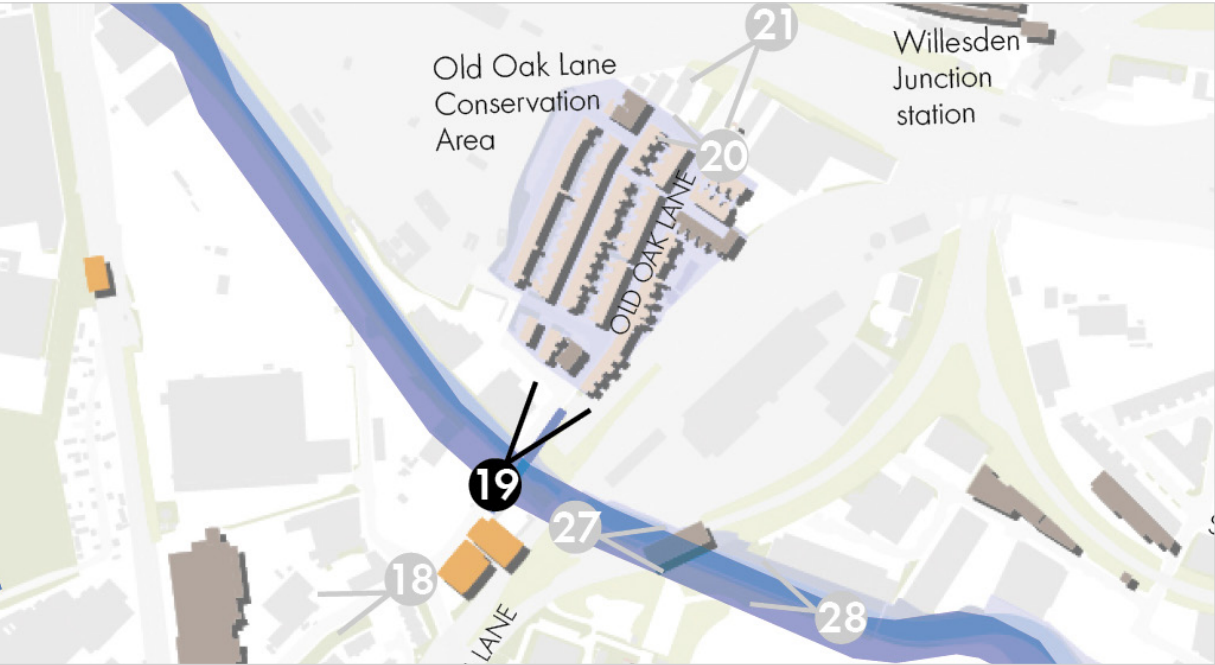 21
Willesden
Junction
station
Old Oak Lane
Conservation
Area
20
OLD OAK LANE
19
27
18
28
LANE
S